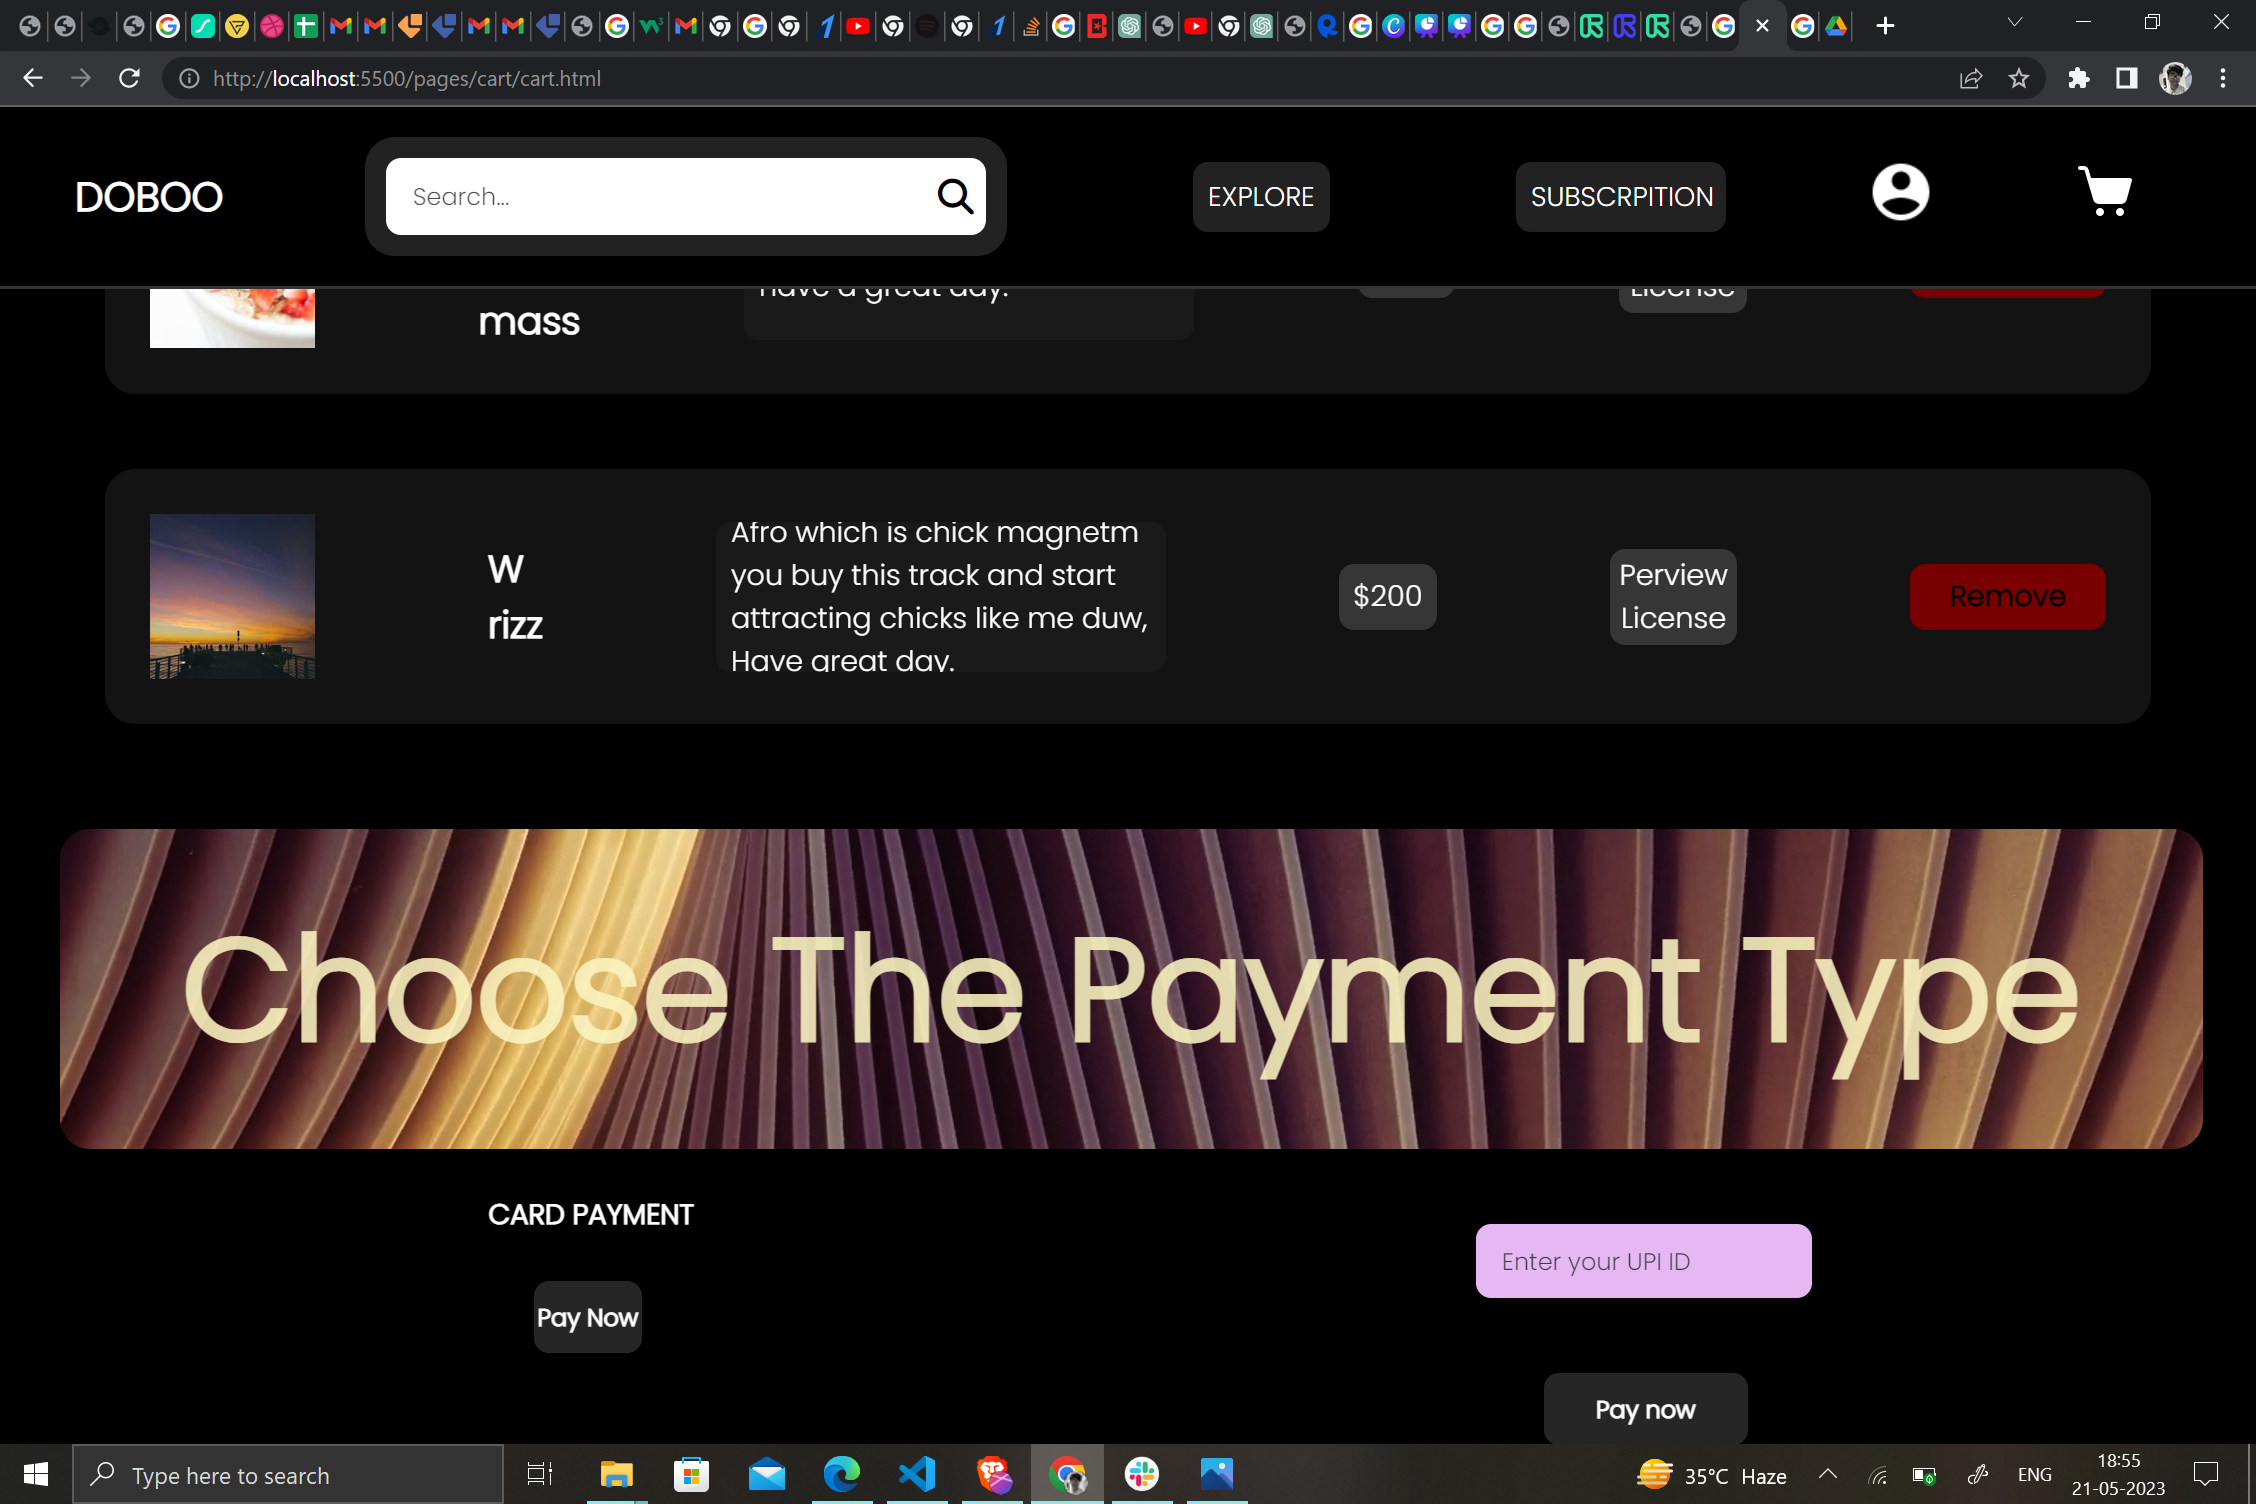 http://localhost:5500/pages/cart/cart.html
DOBOO
Search...
EXPLORE
SUBSCRPITION
have a great day.
License
mass
W
rizz
Afro which is chick magnetm
you buy this track and start
attracting chicks like me duw,
Have great day.
$200
Perview
License
Remove
Choose The Payment Type
CARD PAYMENT
Enter your UPI ID
Pay Now
Pay now
Type here to search
35°C Haze
ENG
18:55
21-05-2023